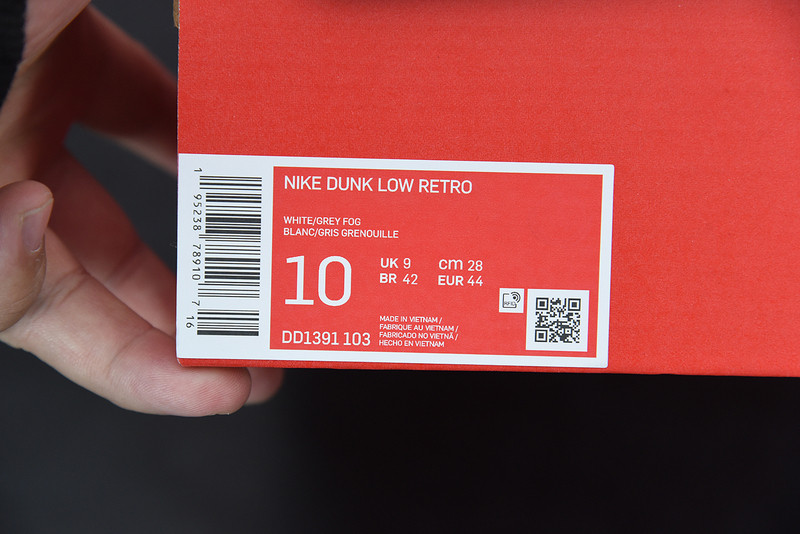 NIKE DUNK LOW RETRO
WHITE/GREY FOG
BLANC/GRIS GRENOUILLE
10
UK 9 cm 28
BR 42 EUR 44
DD1391 103
MADE IN VIETNAM /
FABRIQUE AU VIETNAM /
FABRICADO NO VIETNÃ /
HECHO EN VIETNAM
1 95238 78910 7 16